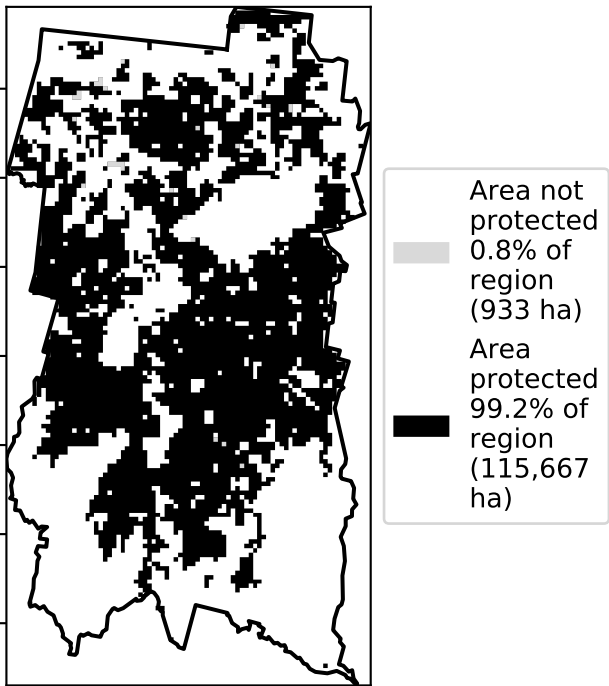 Area not
protected
0.8% of
region
(933 ha)
Area
protected
99.2% of
region
(115,667
ha)